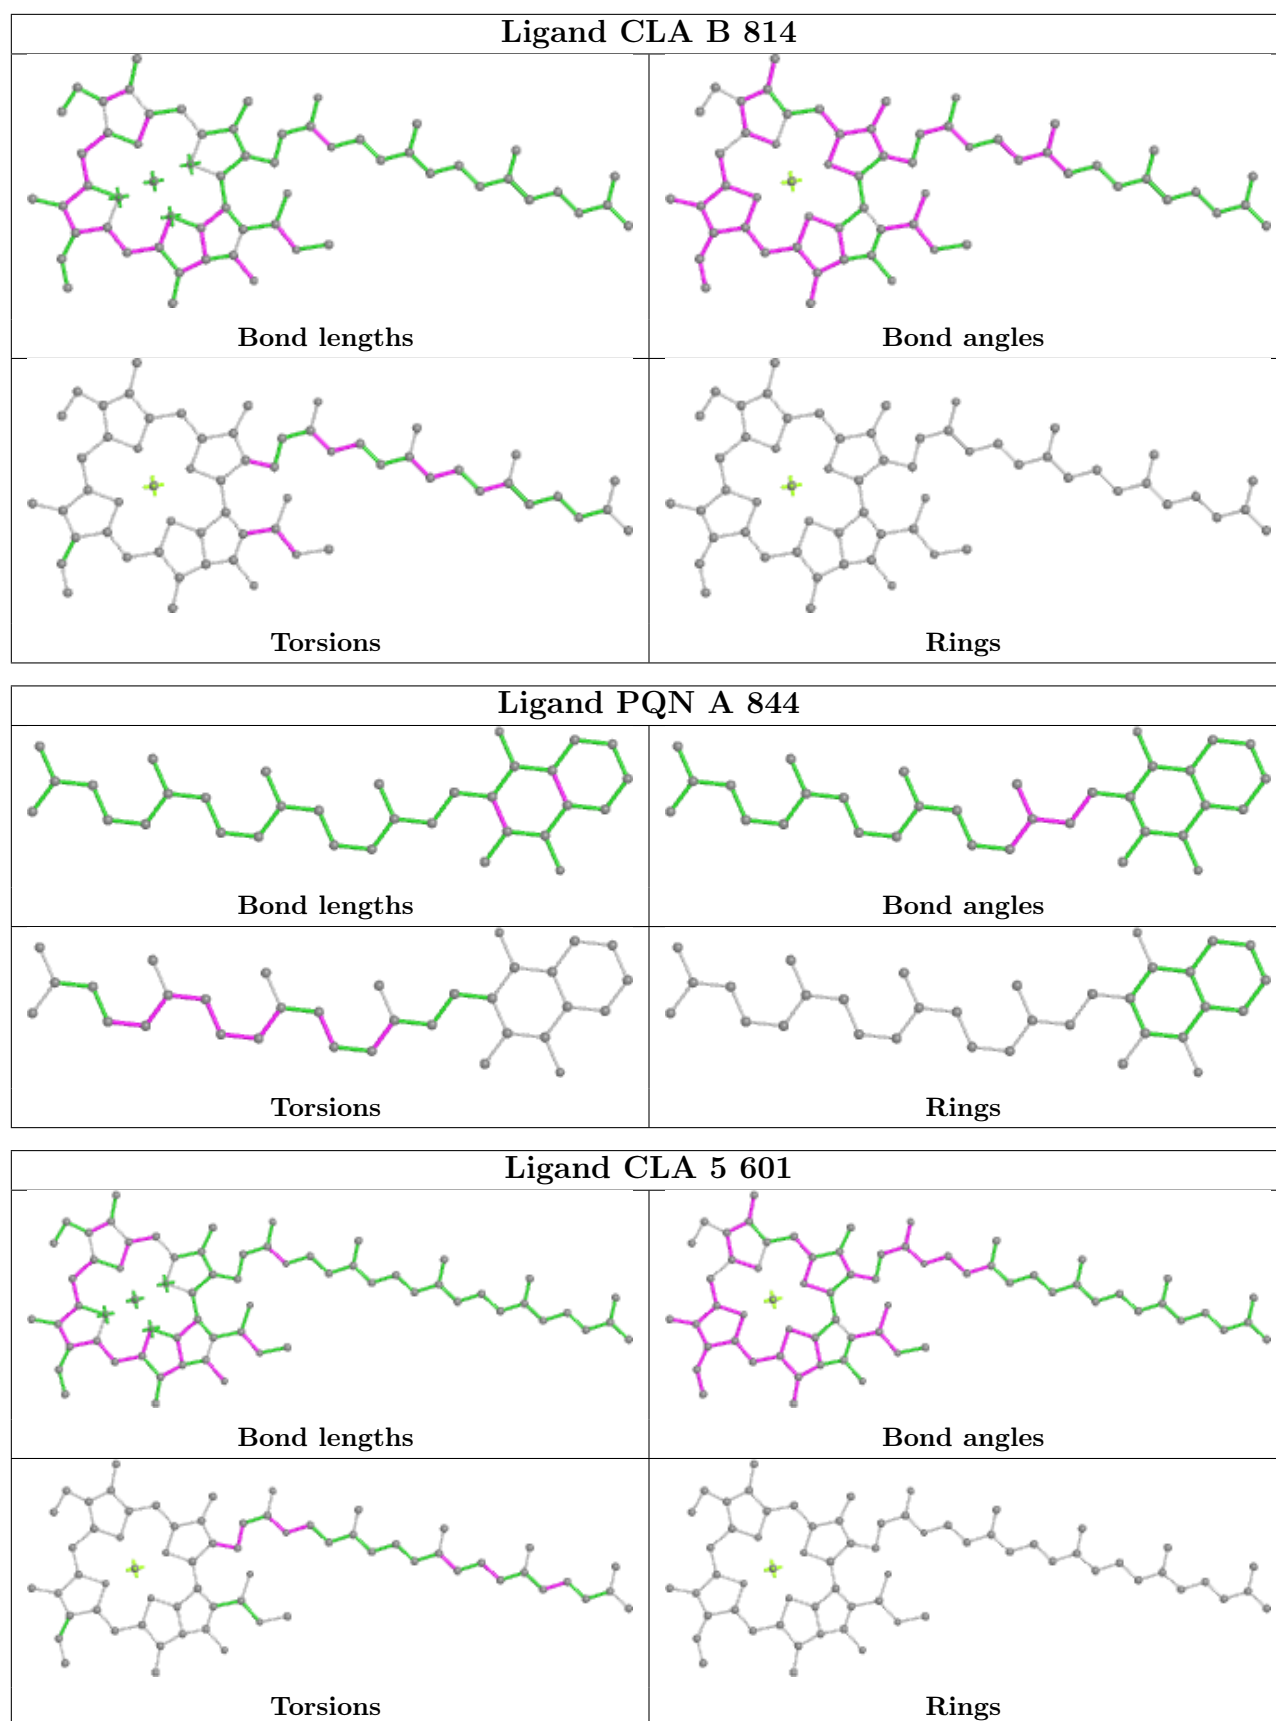 Ligand CLA B 814
Bond lengths
Bond angles
Torsions
Rings
Ligand PQN A 844
Bond lengths
Bond angles
Torsions
Rings
Ligand CLA 5 601
Bond lengths
Bond angles
Torsions
Rings